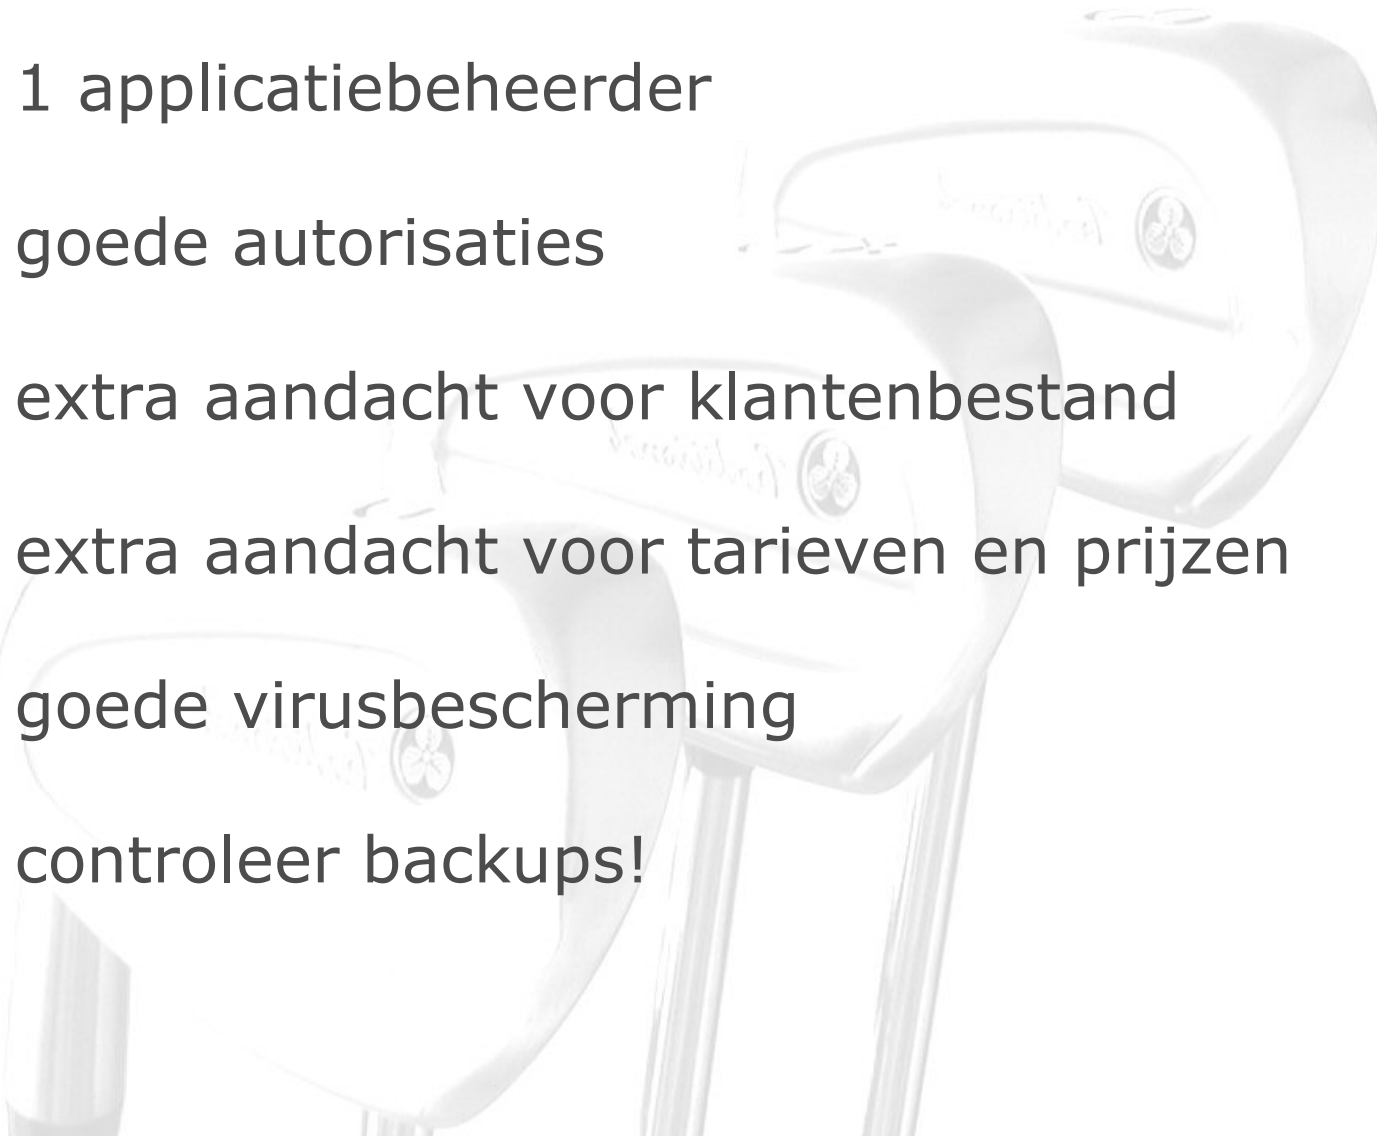 1 applicatiebeheerder
goede autorisaties
extra aandacht voor klantenbestand
extra aandacht voor tarieven en prijzen
goede virusbescherming
controleer backups!